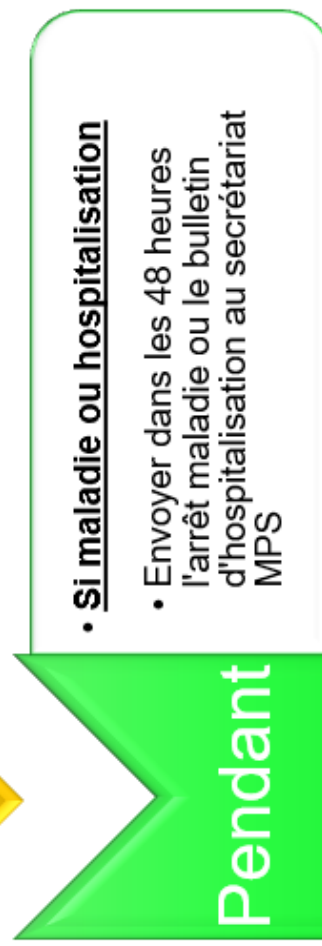 Pendant
• Si maladie ou hospitalisation
• Envoyer dans les 48 heures
l'arrêt maladie ou le bulletin
d'hospitalisation au secrétariat
MPS